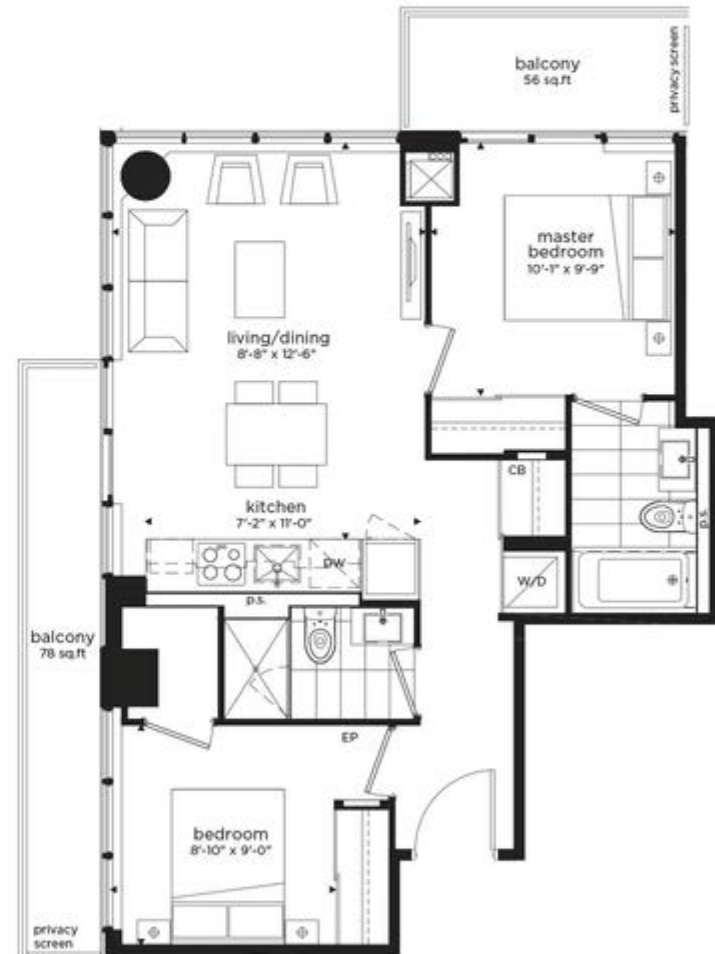 balcony
56 sq.ft
privacy screen
master
bedroom
10'-1" x 9'-9"
living/dining
8'-8" x 12'-6"
kitchen
7'-2" x 11'-0"
CB
p.s.
DW
W/D
p.s.
balcony
78 sq.ft
EP
bedroom
8'-10" x 9'-0"
privacy
screen